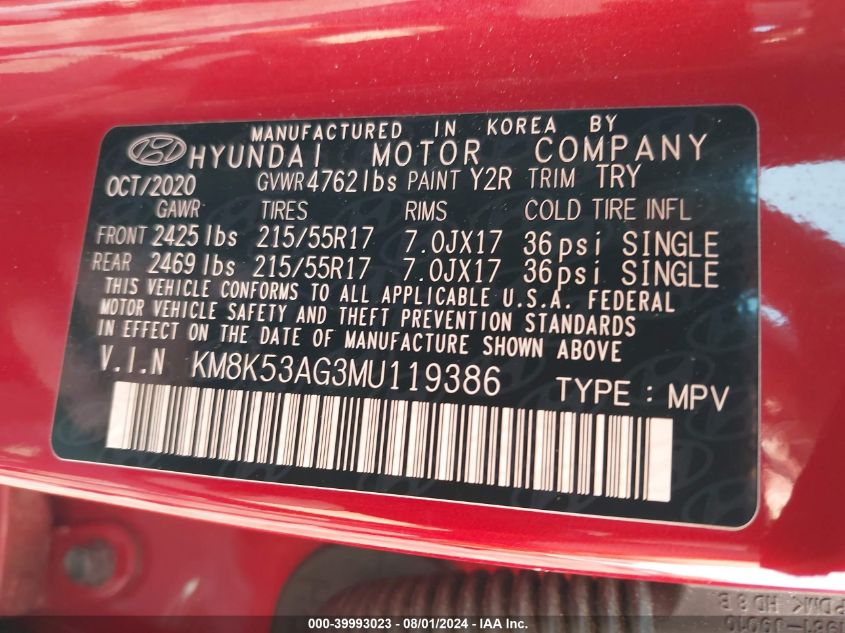 MANUFACTURED IN KOREA BY
HYUNDAI MOTOR COMPANY
OCT/2020 GVWR 4762 lbs PAINT Y2R TRIM TRY
GAWR TIRES RIMS COLD TIRE INFL
FRONT 2425 lbs 215/55R17 7.0JX17 36psi SINGLE
REAR 2469 lbs 215/55R17 7.0JX17 36psi SINGLE
THIS VEHICLE CONFORMS TO ALL APPLICABLE U.S.A. FEDERAL
MOTOR VEHICLE SAFETY AND THEFT PREVENTION STANDARDS
IN EFFECT ON THE DATE OF MANUFACTURE SHOWN ABOVE
V.I.N KM8K53AG3MU119386 TYPE : MPV
PDMK HD & B
000-39993023 - 08/01/2024 - IAA Inc.